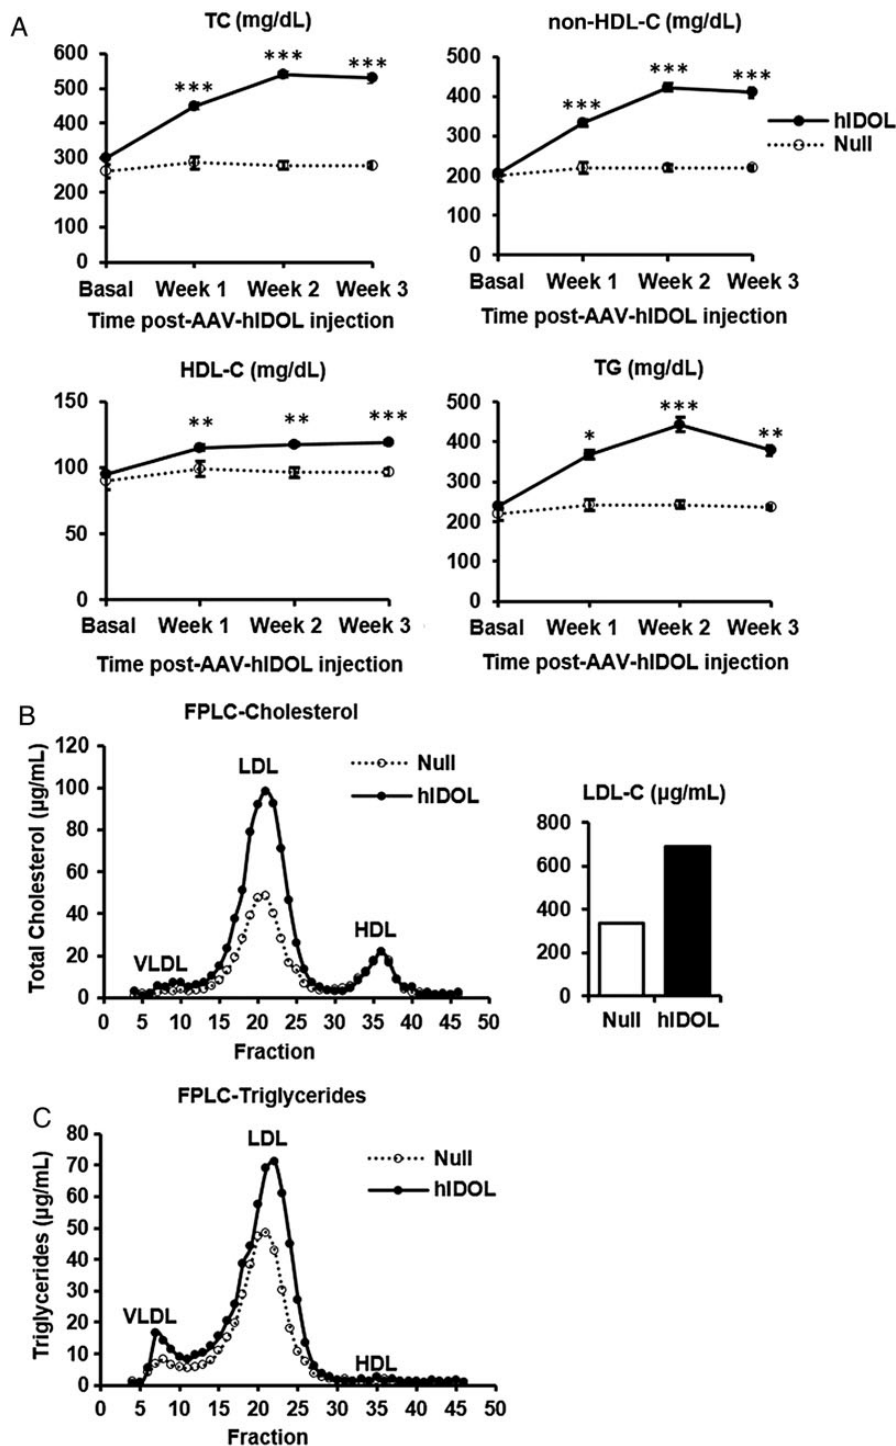 A
TC (mg/dL)
600
500
400
300
200
100
0
*** *** ***
Basal Week 1 Week 2 Week 3
Time post-AAV-hIDOL injection
non-HDL-C (mg/dL)
500
400
300
200
100
0
*** *** ***
Basal Week 1 Week 2 Week 3
Time post-AAV-hIDOL injection
hIDOL
Null
HDL-C (mg/dL)
150
100
50
0
** ** ***
Basal Week 1 Week 2 Week 3
Time post-AAV-hIDOL injection
TG (mg/dL)
500
400
300
200
100
0
* *** **
Basal Week 1 Week 2 Week 3
Time post-AAV-hIDOL injection
B
FPLC-Cholesterol
Total Cholesterol (µg/mL)
120
100
80
60
40
20
0
VLDL
LDL
HDL
Null
hIDOL
0 5 10 15 20 25 30 35 40 45 50
Fraction
LDL-C (µg/mL)
800
600
400
200
0
Null hIDOL
C
FPLC-Triglycerides
Triglycerides (µg/mL)
80
70
60
50
40
30
20
10
0
VLDL
LDL
HDL
Null
hIDOL
0 5 10 15 20 25 30 35 40 45 50
Fraction